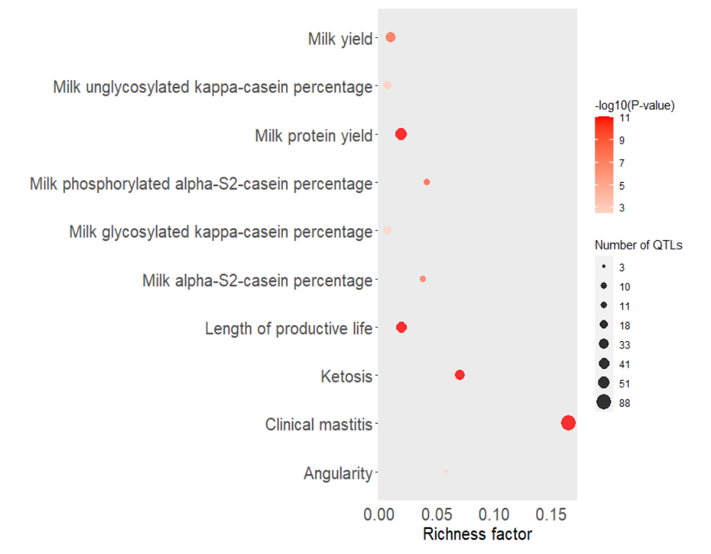 Milk yield
Milk unglycosylated kappa-casein percentage
Milk protein yield
Milk phosphorylated alpha-S2-casein percentage
Milk glycosylated kappa-casein percentage
Milk alpha-S2-casein percentage
Length of productive life
Ketosis
Clinical mastitis
Angularity
0.00 0.05 0.10 0.15
Richness factor
-log10(P-value)
11
9
7
5
3
Number of QTLs
3
10
11
18
33
41
51
88